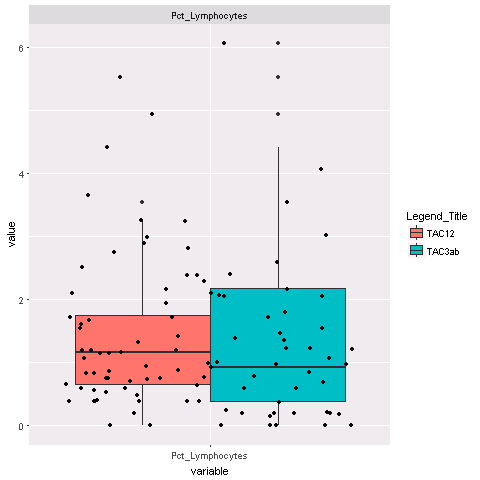 Pct_Lymphocytes
6
4
2
0
value
Pct_Lymphocytes
variable
Legend_Title
TAC12
TAC3ab